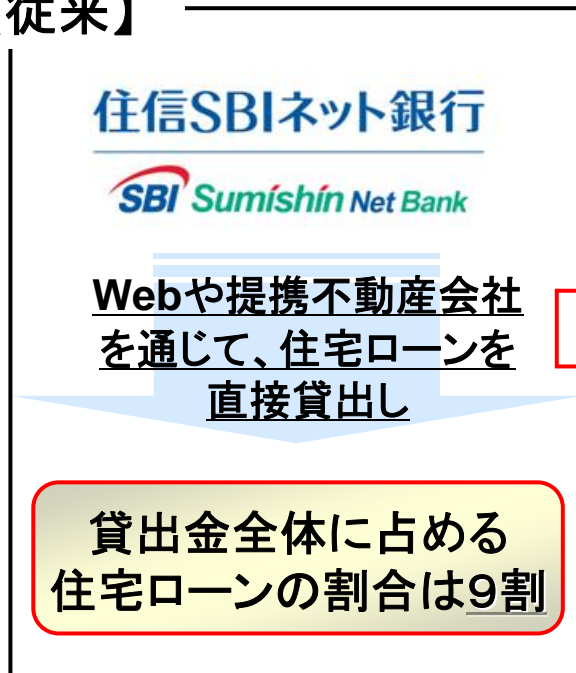 従来】
住信SBIネット銀行
SBI Sumishin Net Bank
Webや提携不動産会社
を通じて、住宅ローンを
直接貸出し
貸出金全体に占める
住宅ローンの割合は9割